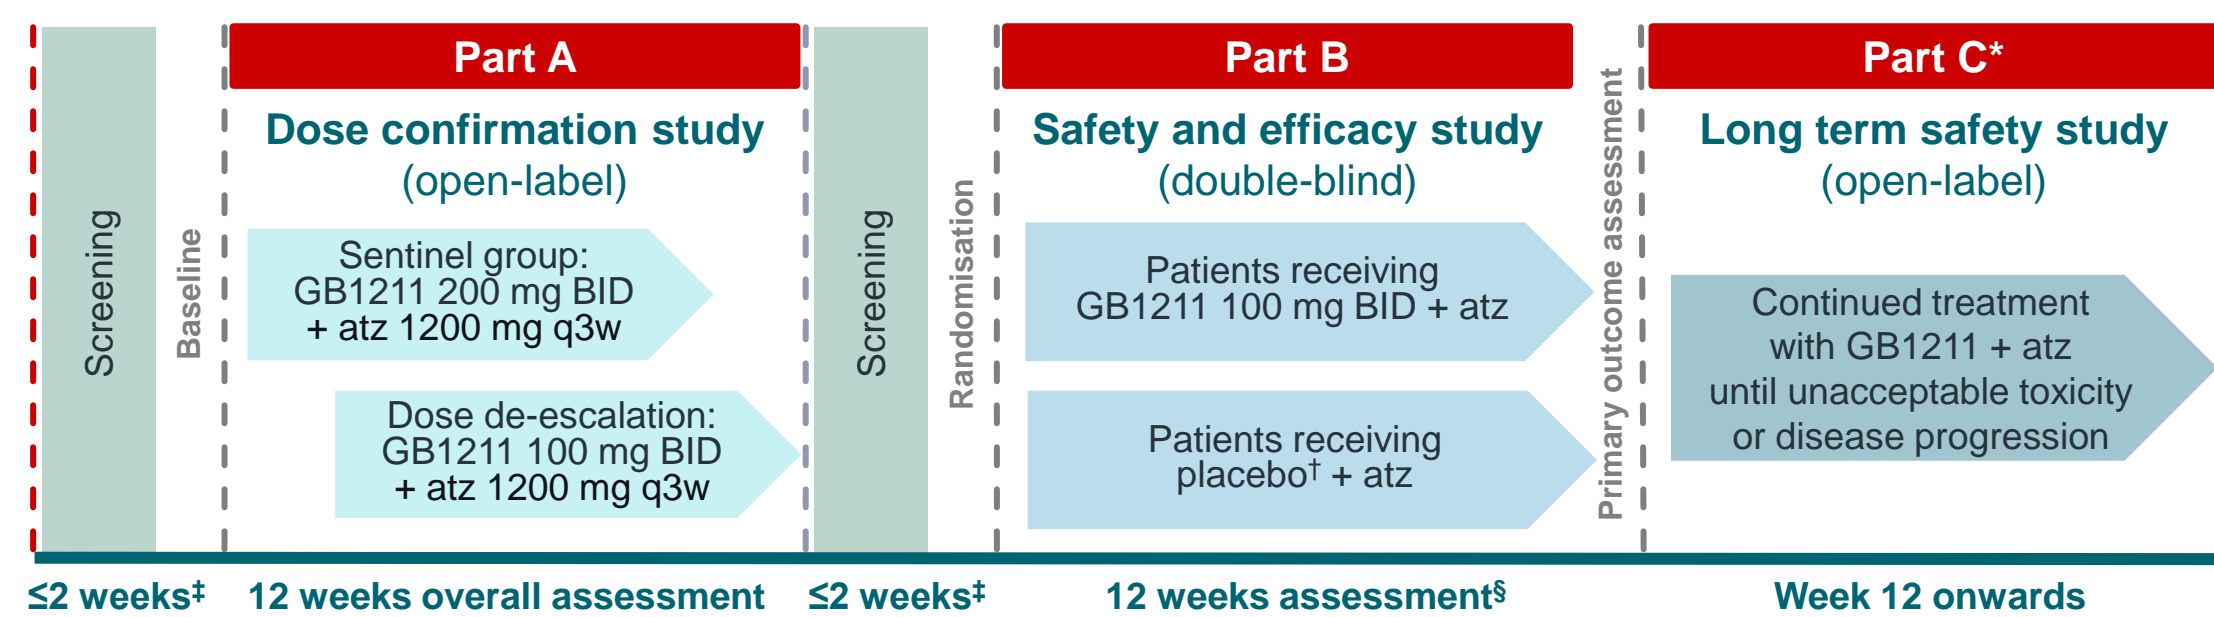 Screening
Baseline
Part A
Dose confirmation study
(open-label)
Sentinel group:
GB1211 200 mg BID
+ atz 1200 mg q3w
Dose de-escalation:
GB1211 100 mg BID
+ atz 1200 mg q3w
Screening
Randomisation
Part B
Safety and efficacy study
(double-blind)
Patients receiving
GB1211 100 mg BID + atz
Patients receiving
placebo† + atz
Primary outcome assessment
Part C*
Long term safety study
(open-label)
Continued treatment
with GB1211 + atz
until unacceptable toxicity
or disease progression
≤2 weeks‡
12 weeks overall assessment
≤2 weeks‡
12 weeks assessment§
Week 12 onwards